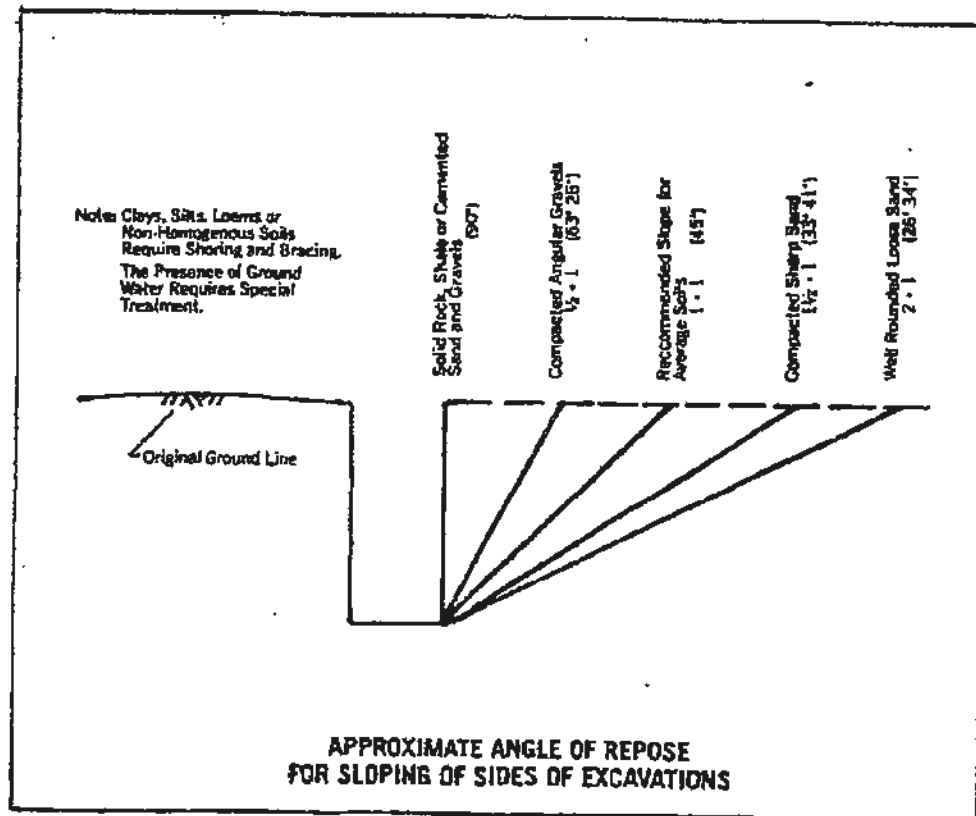 Note: Clays, Silts, Loams or
Non-Homogenous Soils
Require Shoring and Bracing.
The Presence of Ground
Water Requires Special
Treatment.
Solid Rock, Shale or Cemented
Sand and Gravels (90°)
Compacted Angular Gravels
½ : 1 (63° 26')
Reccommended Slope for
Average Soils
1 : 1 (45°)
Compacted Sharp Sand
1½ : 1 (33° 41')
Well Rounded Loose Sand
2 : 1 (26° 34')
Original Ground Line
APPROXIMATE ANGLE OF REPOSE
FOR SLOPING OF SIDES OF EXCAVATIONS